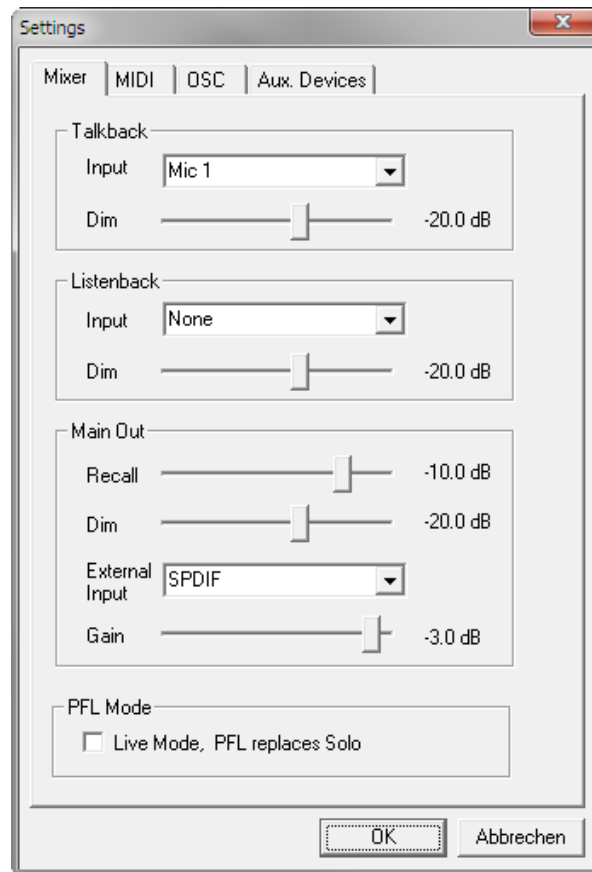 Settings
Mixer MIDI OSC Aux. Devices
Talkback
Input Mic 1
Dim -20.0 dB
Listenback
Input None
Dim -20.0 dB
Main Out
Recall -10.0 dB
Dim -20.0 dB
External
Input SPDIF
Gain -3.0 dB
PFL Mode
Live Mode, PFL replaces Solo
OK Abbrechen